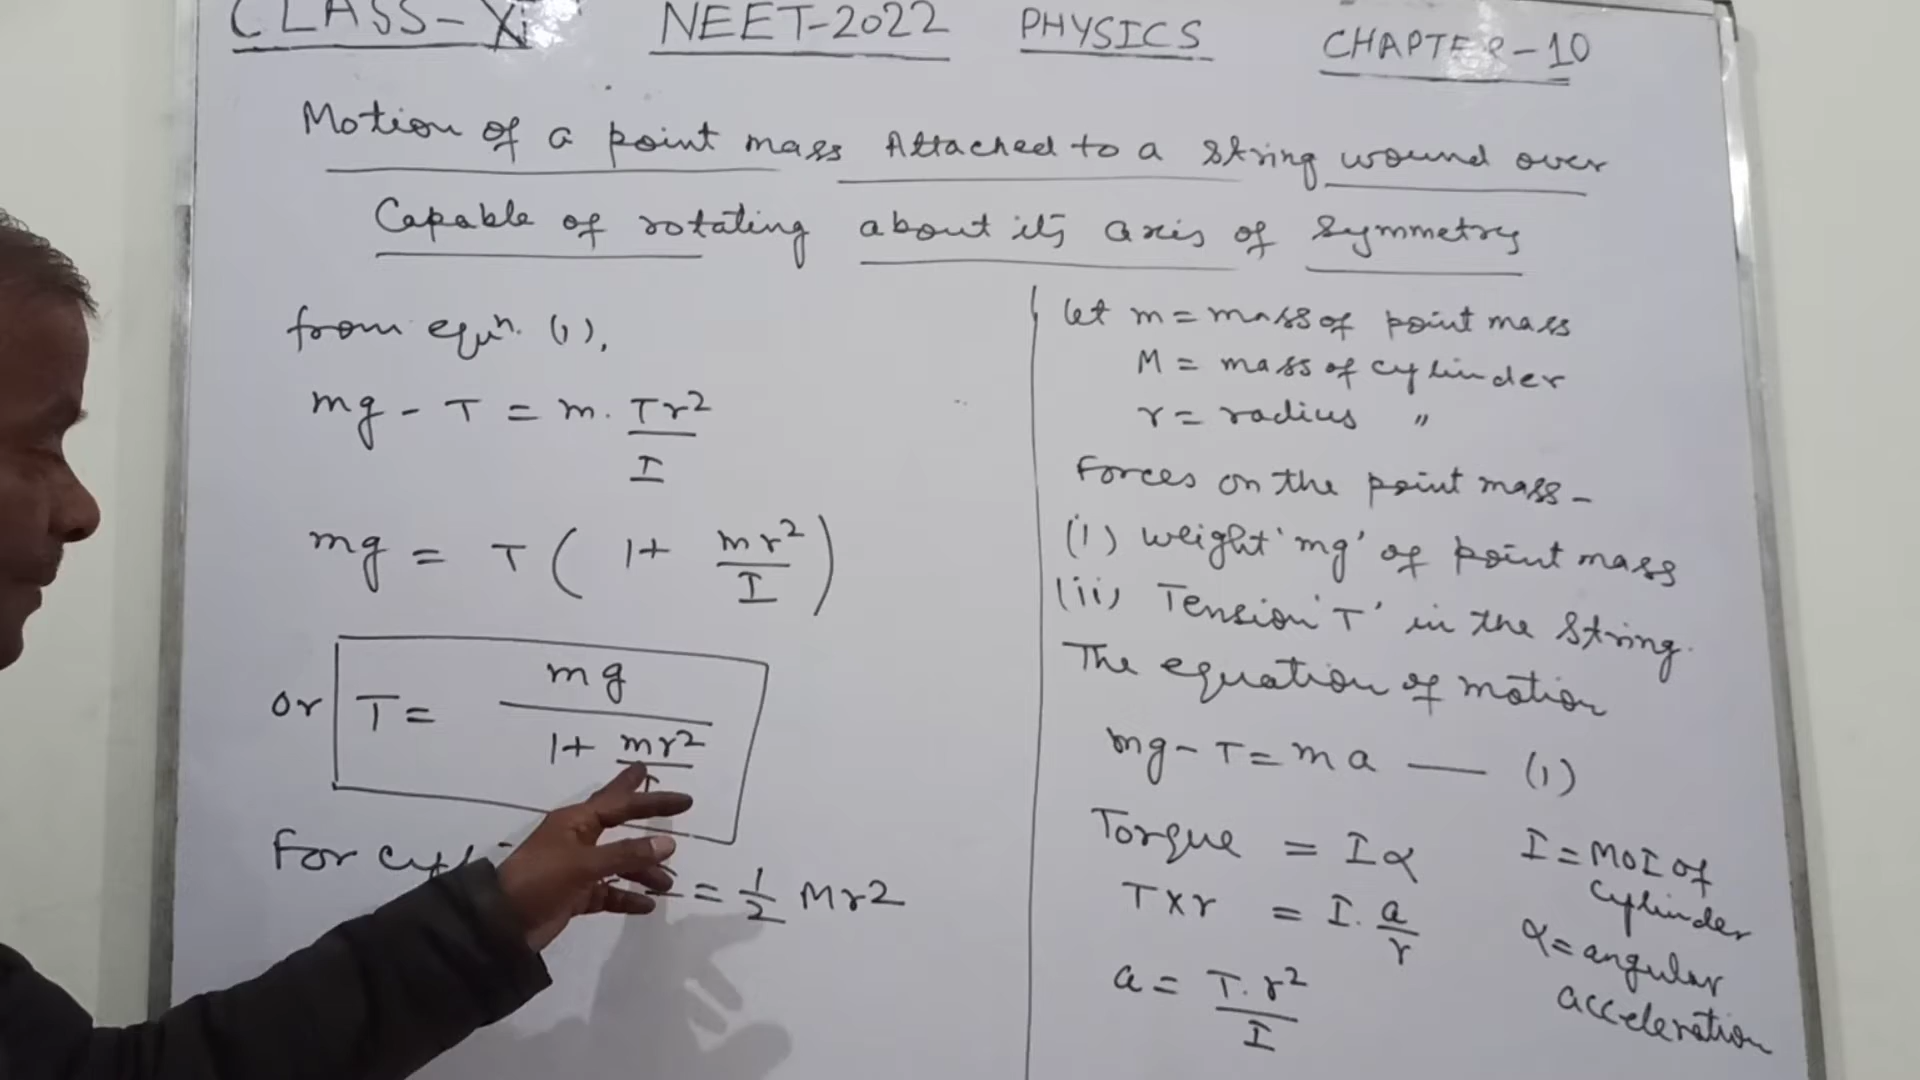 CLASS-XI NEET-2022 PHYSICS CHAPTER-10
Motion of a point mass Attached to a string wound over
Capable of rotating about its axis of Symmetry
from equn. (1),
mg - T = m. Tr²/I
mg = T ( 1+ mr²/I )
or T = mg / 1+ mr²/I
For = 1/2 Mr2
Let m = mass of point mass
M = mass of cylinder
r = radius "
Forces on the point mass-
(i) weight 'mg' of point mass
(ii) Tension 'T' in the string.
The equation of motion
mg - T = ma — (1)
Torque = Iα
T×r = I. a/r
a = T.r²/I
I = MoI of
cylinder
α = angular
acceleration